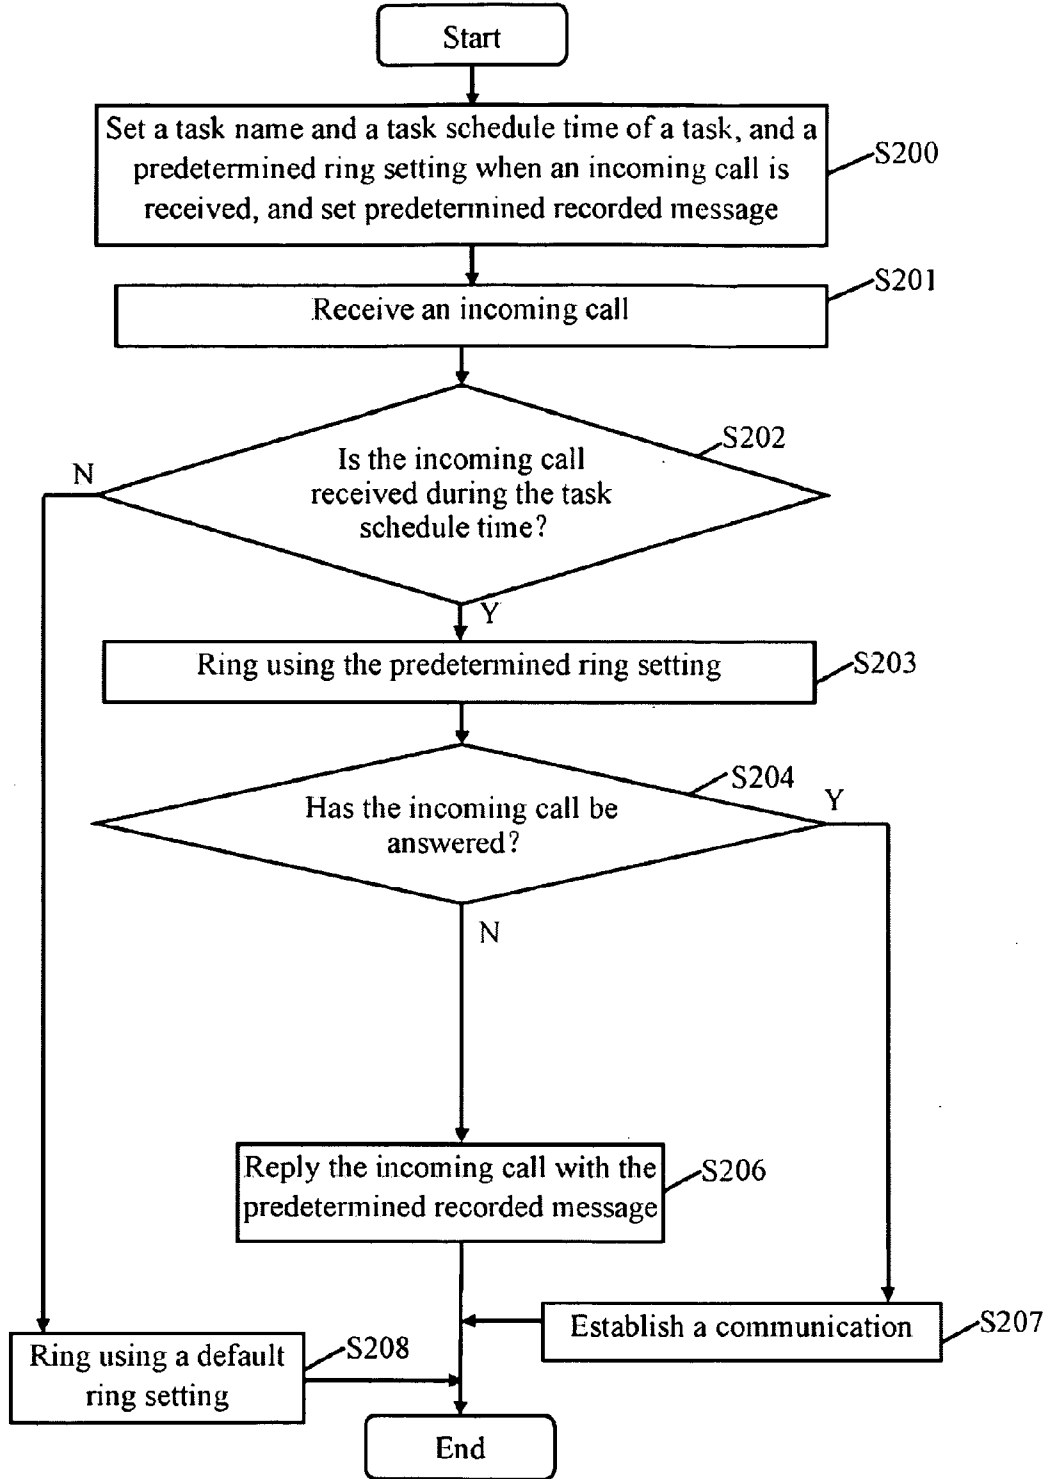 Start
Set a task name and a task schedule time of a task, and a
predetermined ring setting when an incoming call is
received, and set predetermined recorded message
S200
S201
Receive an incoming call
S202
Is the incoming call
received during the task
schedule time?
N
Y
Ring using the predetermined ring setting
S203
S204
Has the incoming call be
answered?
Y
N
Reply the incoming call with the
predetermined recorded message
S206
Establish a communication
S207
Ring using a default
ring setting
S208
End